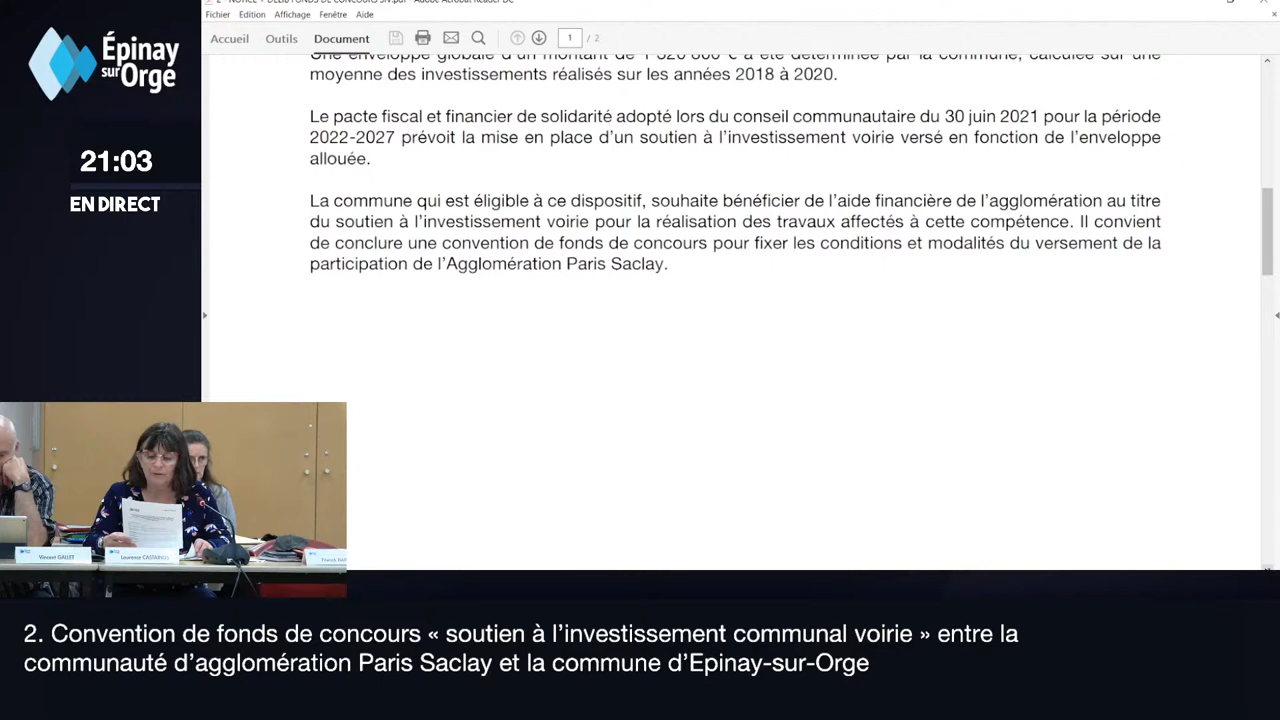 Fichier Edition Affichage Fenêtre Aide
Accueil Outils Document 1 / 2
Épinay
sur Orge
21:03
EN DIRECT
moyenne des investissements réalisés sur les années 2018 à 2020.
Le pacte fiscal et financier de solidarité adopté lors du conseil communautaire du 30 juin 2021 pour la période
2022-2027 prévoit la mise en place d’un soutien à l’investissement voirie versé en fonction de l’enveloppe
allouée.
La commune qui est éligible à ce dispositif, souhaite bénéficier de l’aide financière de l’agglomération au titre
du soutien à l’investissement voirie pour la réalisation des travaux affectés à cette compétence. Il convient
de conclure une convention de fonds de concours pour fixer les conditions et modalités du versement de la
participation de l’Agglomération Paris Saclay.
Vincent GALLET
Laurence CASTAINGS
2. Convention de fonds de concours « soutien à l’investissement communal voirie » entre la
communauté d’agglomération Paris Saclay et la commune d’Epinay-sur-Orge